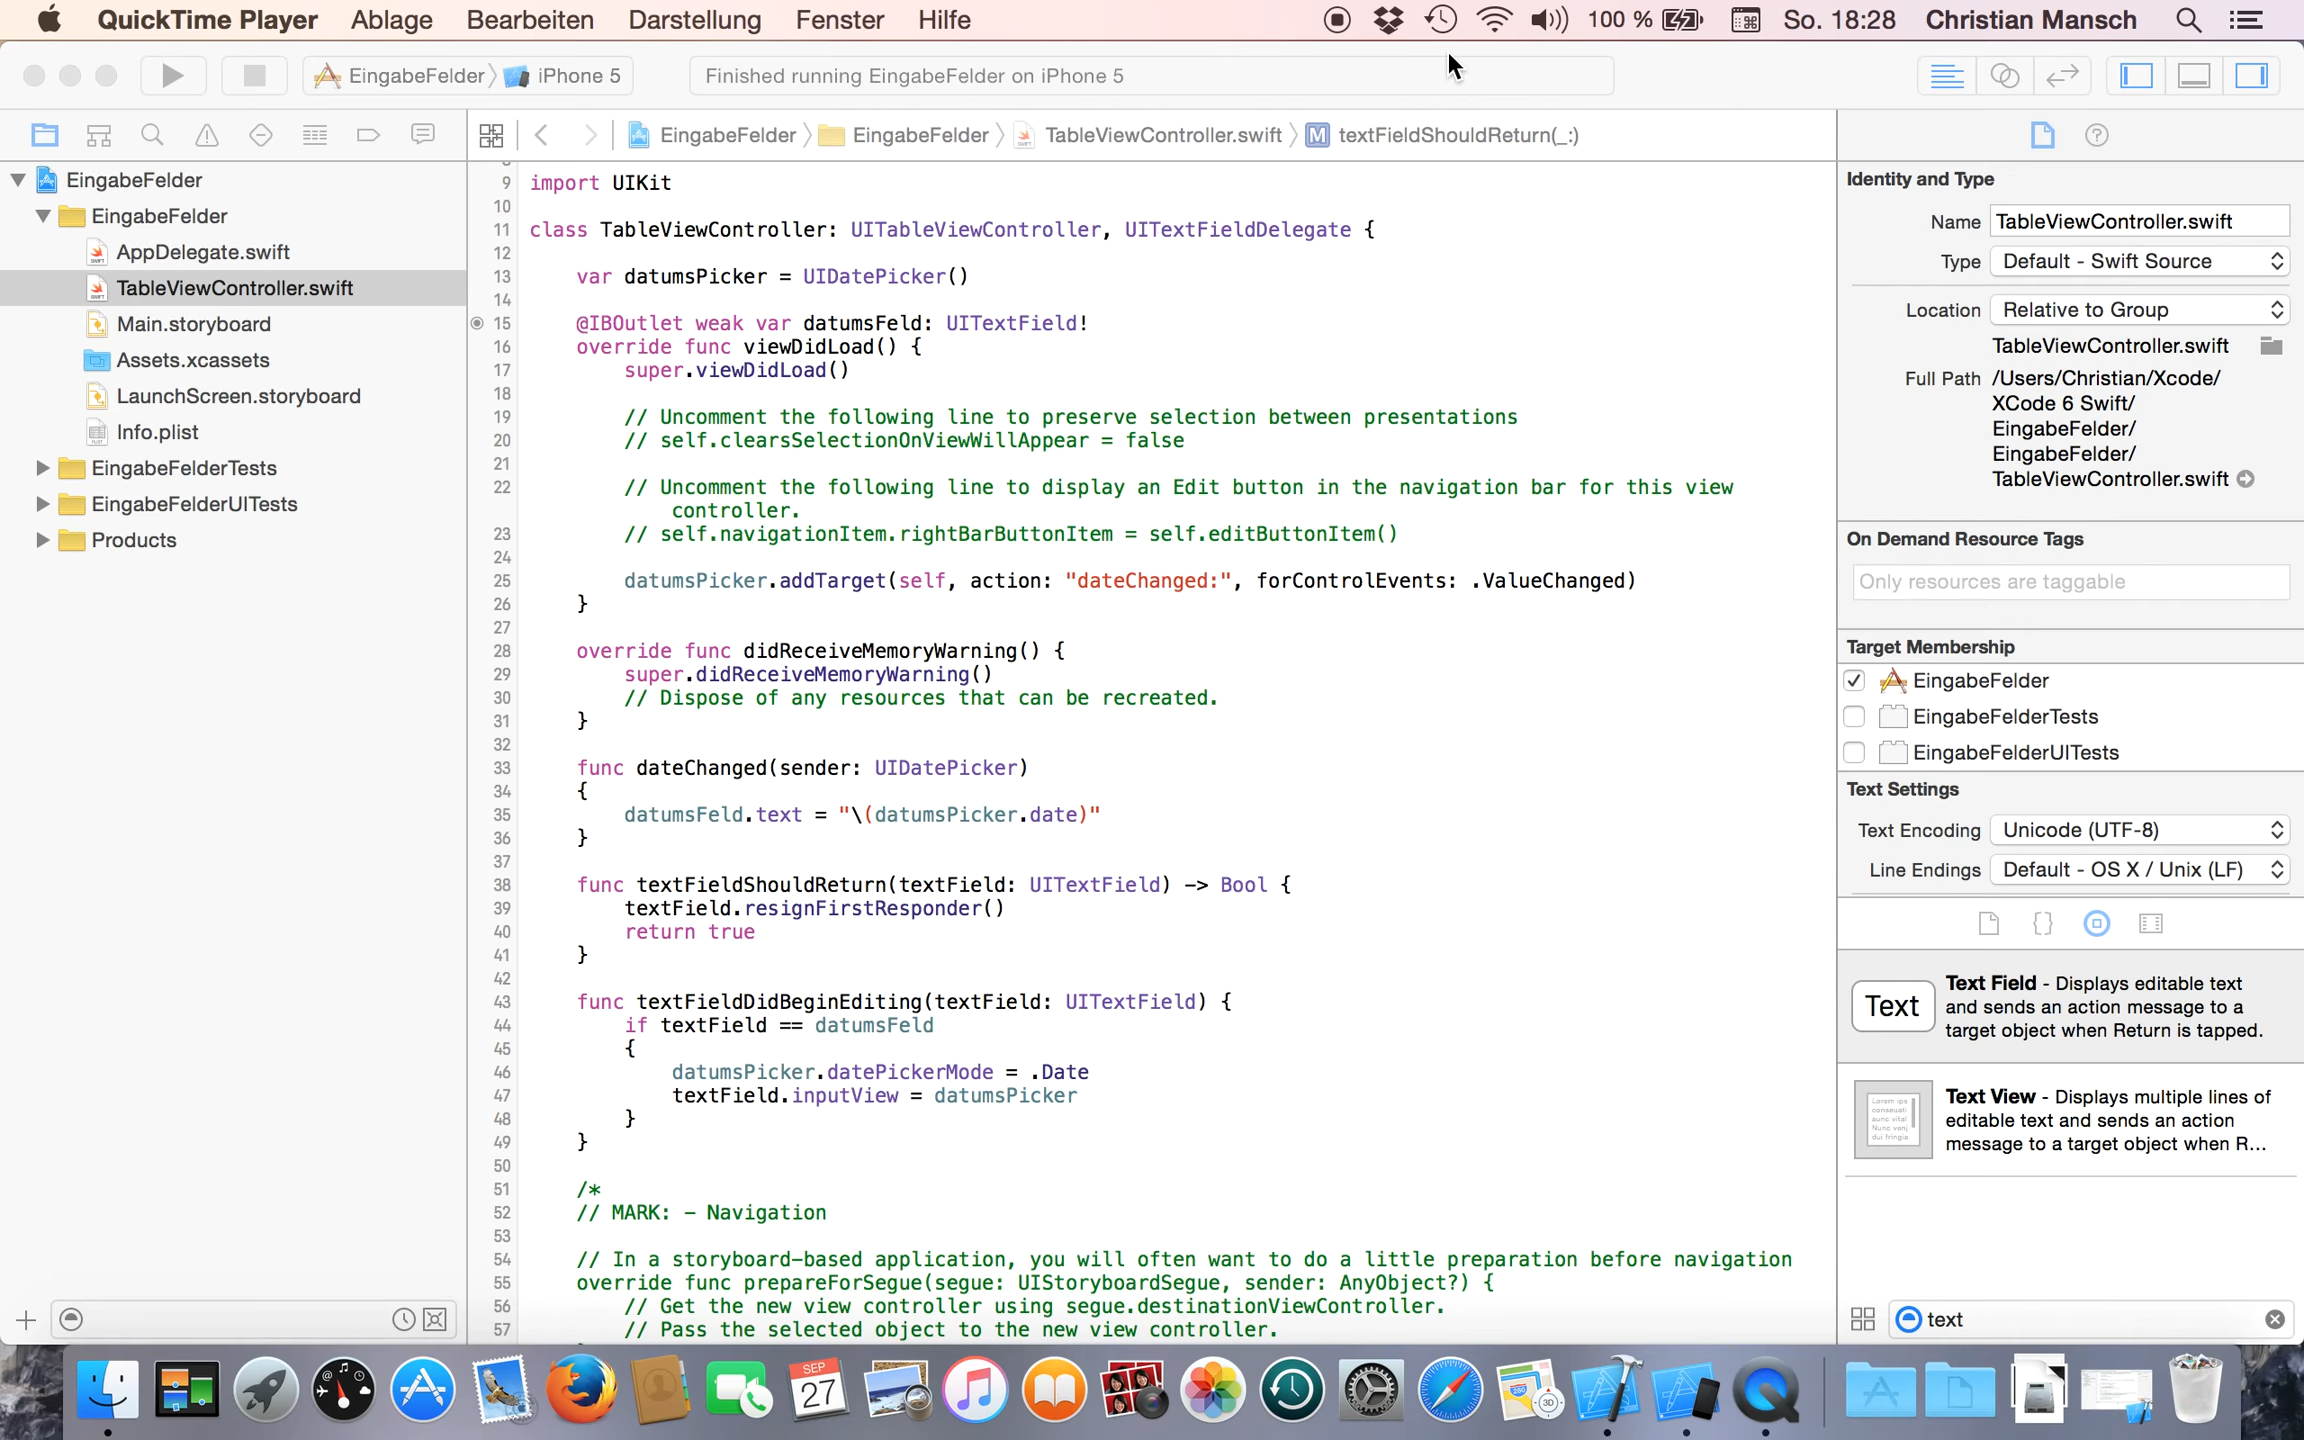 QuickTime Player Ablage Bearbeiten Darstellung Fenster Hilfe 100 % So. 18:28 Christian Mansch
EingabeFelder iPhone 5 Finished running EingabeFelder on iPhone 5
EingabeFelder EingabeFelder TableViewController.swift M textFieldShouldReturn(_:)
EingabeFelder
EingabeFelder
AppDelegate.swift
TableViewController.swift
Main.storyboard
Assets.xcassets
LaunchScreen.storyboard
Info.plist
EingabeFelderTests
EingabeFelderUITests
Products
9 import UIKit
10
11 class TableViewController: UITableViewController, UITextFieldDelegate {
12
13 var datumsPicker = UIDatePicker()
14
15 @IBOutlet weak var datumsFeld: UITextField!
16 override func viewDidLoad() {
17 super.viewDidLoad()
18
19 // Uncomment the following line to preserve selection between presentations
20 // self.clearsSelectionOnViewWillAppear = false
21
22 // Uncomment the following line to display an Edit button in the navigation bar for this view
controller.
23 // self.navigationItem.rightBarButtonItem = self.editButtonItem()
24
25 datumsPicker.addTarget(self, action: "dateChanged:", forControlEvents: .ValueChanged)
26 }
27
28 override func didReceiveMemoryWarning() {
29 super.didReceiveMemoryWarning()
30 // Dispose of any resources that can be recreated.
31 }
32
33 func dateChanged(sender: UIDatePicker)
34 {
35 datumsFeld.text = "\(datumsPicker.date)"
36 }
37
38 func textFieldShouldReturn(textField: UITextField) -> Bool {
39 textField.resignFirstResponder()
40 return true
41 }
42
43 func textFieldDidBeginEditing(textField: UITextField) {
44 if textField == datumsFeld
45 {
46 datumsPicker.datePickerMode = .Date
47 textField.inputView = datumsPicker
48 }
49 }
50
51 /*
52 // MARK: - Navigation
53
54 // In a storyboard-based application, you will often want to do a little preparation before navigation
55 override func prepareForSegue(segue: UIStoryboardSegue, sender: AnyObject?) {
56 // Get the new view controller using segue.destinationViewController.
57 // Pass the selected object to the new view controller.
Identity and Type
Name TableViewController.swift
Type Default - Swift Source
Location Relative to Group
TableViewController.swift
Full Path /Users/Christian/Xcode/
XCode 6 Swift/
EingabeFelder/
EingabeFelder/
TableViewController.swift
On Demand Resource Tags
Only resources are taggable
Target Membership
EingabeFelder
EingabeFelderTests
EingabeFelderUITests
Text Settings
Text Encoding Unicode (UTF-8)
Line Endings Default - OS X / Unix (LF)
Text
Text Field - Displays editable text
and sends an action message to a
target object when Return is tapped.
Text View - Displays multiple lines of
editable text and sends an action
message to a target object when R...
text
SEP
27
280
3D